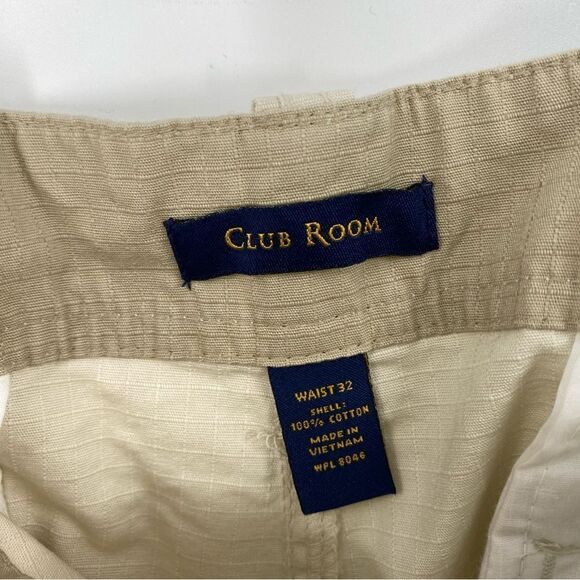 CLUB ROOM
WAIST 32
SHELL:
100% COTTON
MADE IN
VIETNAM
WPL 8046